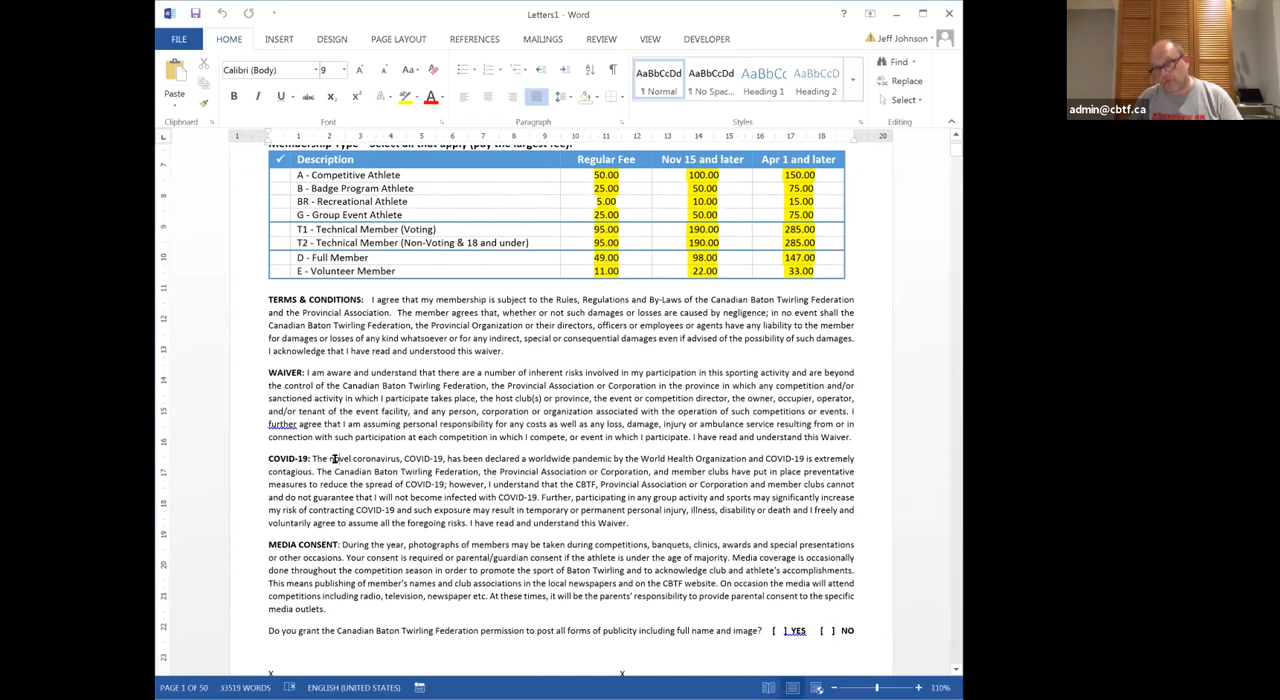 Letters1 - Word
FILE HOME INSERT DESIGN PAGE LAYOUT REFERENCES MAILINGS REVIEW VIEW DEVELOPER Jeff Johnson
Calibri (Body) 9
Paste
Clipboard Font Paragraph Styles Editing
AaBbCcDd AaBbCcDd AaBbCc AaBbCcD
¶ Normal ¶ No Spac... Heading 1 Heading 2
Find
Replace
Select
admin@cbtf.ca
Membership Type – Select all that apply (pay the largest fee):
✓ Description Regular Fee Nov 15 and later Apr 1 and later
A - Competitive Athlete 50.00 100.00 150.00
B - Badge Program Athlete 25.00 50.00 75.00
BR - Recreational Athlete 5.00 10.00 15.00
G - Group Event Athlete 25.00 50.00 75.00
T1 - Technical Member (Voting) 95.00 190.00 285.00
T2 - Technical Member (Non-Voting & 18 and under) 95.00 190.00 285.00
D - Full Member 49.00 98.00 147.00
E - Volunteer Member 11.00 22.00 33.00
TERMS & CONDITIONS: I agree that my membership is subject to the Rules, Regulations and By-Laws of the Canadian Baton Twirling Federation
and the Provincial Association. The member agrees that, whether or not such damages or losses are caused by negligence; in no event shall the
Canadian Baton Twirling Federation, the Provincial Organization or their directors, officers or employees or agents have any liability to the member
for damages or losses of any kind whatsoever or for any indirect, special or consequential damages even if advised of the possibility of such damages.
I acknowledge that I have read and understood this waiver.
WAIVER: I am aware and understand that there are a number of inherent risks involved in my participation in this sporting activity and are beyond
the control of the Canadian Baton Twirling Federation, the Provincial Association or Corporation in the province in which any competition and/or
sanctioned activity in which I participate takes place, the host club(s) or province, the event or competition director, the owner, occupier, operator,
and/or tenant of the event facility, and any person, corporation or organization associated with the operation of such competitions or events. I
further agree that I am assuming personal responsibility for any costs as well as any loss, damage, injury or ambulance service resulting from or in
connection with such participation at each competition in which I compete, or event in which I participate. I have read and understand this Waiver.
COVID-19: The novel coronavirus, COVID-19, has been declared a worldwide pandemic by the World Health Organization and COVID-19 is extremely
contagious. The Canadian Baton Twirling Federation, the Provincial Association or Corporation, and member clubs have put in place preventative
measures to reduce the spread of COVID-19; however, I understand that the CBTF, Provincial Association or Corporation and member clubs cannot
and do not guarantee that I will not become infected with COVID-19. Further, participating in any group activity and sports may significantly increase
my risk of contracting COVID-19 and such exposure may result in temporary or permanent personal injury, illness, disability or death and I freely and
voluntarily agree to assume all the foregoing risks. I have read and understand this Waiver.
MEDIA CONSENT: During the year, photographs of members may be taken during competitions, banquets, clinics, awards and special presentations
or other occasions. Your consent is required or parental/guardian consent if the athlete is under the age of majority. Media coverage is occasionally
done throughout the competition season in order to promote the sport of Baton Twirling and to acknowledge club and athlete's accomplishments.
This means publishing of member's names and club associations in the local newspapers and on the CBTF website. On occasion the media will attend
competitions including radio, television, newspaper etc. At these times, it will be the parents' responsibility to provide parental consent to the specific
media outlets.
Do you grant the Canadian Baton Twirling Federation permission to post all forms of publicity including full name and image? [ ] YES [ ] NO
X X
PAGE 1 OF 50 33519 WORDS ENGLISH (UNITED STATES) 110%